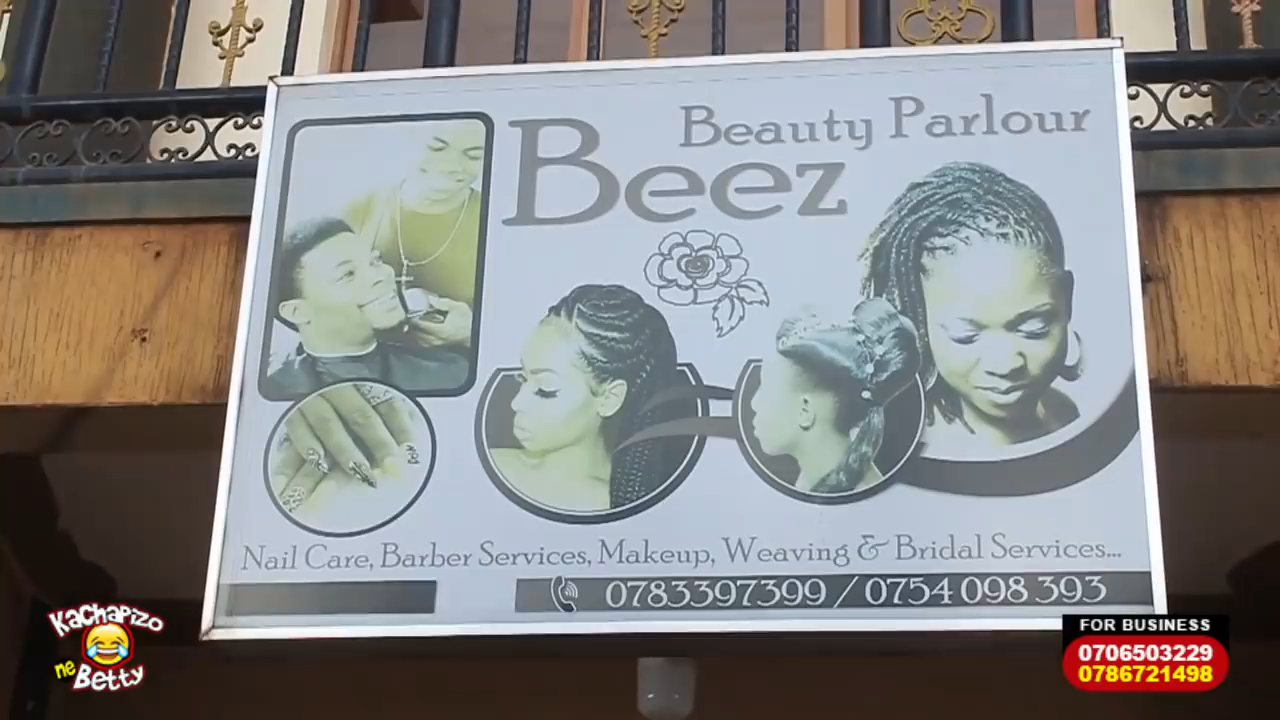 Beauty Parlour
Beez
Nail Care, Barber Services, Makeup, Weaving & Bridal Services...
0783397399 / 0754 098 393
KaChaPizo
ne
Betty
FOR BUSINESS
0706503229
0786721498